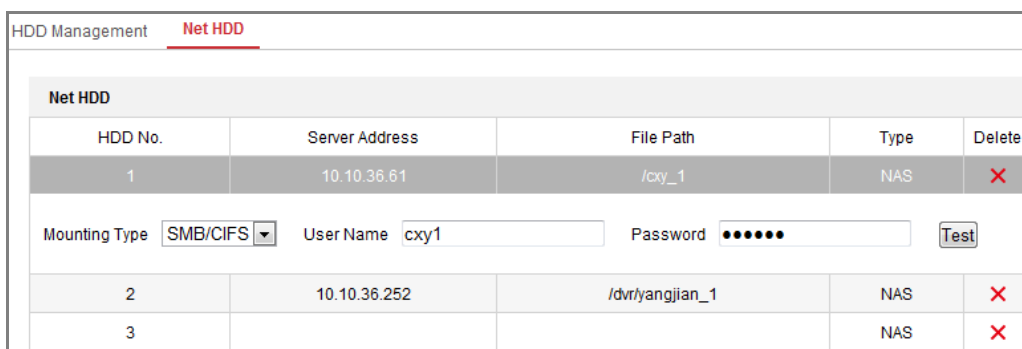 HDD Management Net HDD
Net HDD
HDD No. Server Address File Path Type Delete
1 10.10.36.61 /cxy_1 NAS
Mounting Type SMB/CIFS User Name cxy1 Password ●●●●●● Test
2 10.10.36.252 /dvr/yangjian_1 NAS
3 NAS